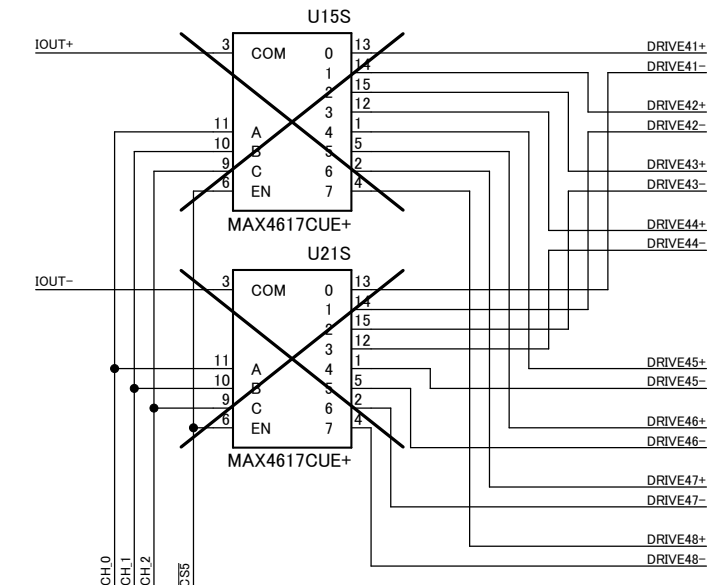 U15S
IOUT+
3
COM
0
13
DRIVE41+
1
14
DRIVE41-
2
15
3
12
DRIVE42+
11
A
4
1
DRIVE42-
10
B
5
5
9
C
6
2
DRIVE43+
6
EN
7
4
DRIVE43-
MAX4617CUE+
DRIVE44+
DRIVE44-
U21S
IOUT-
3
COM
0
13
1
14
2
15
3
12
11
A
4
1
DRIVE45+
10
B
5
5
DRIVE45-
9
C
6
2
6
EN
7
4
DRIVE46+
DRIVE46-
MAX4617CUE+
DRIVE47+
DRIVE47-
DRIVE48+
DRIVE48-
CH_0
CH_1
CH_2
CS5